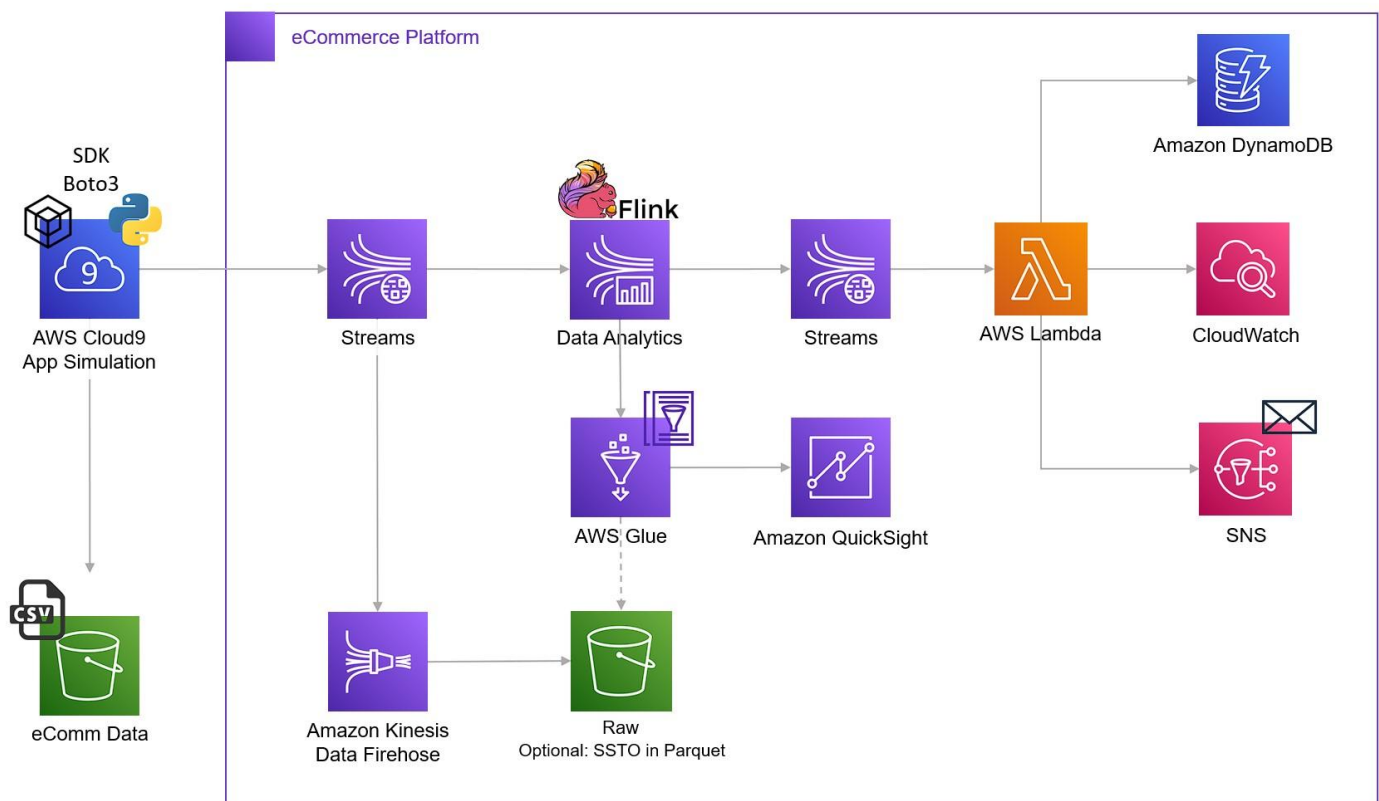 eCommerce Platform
SDK
Boto3
Amazon DynamoDB
Flink
9
AWS Cloud9
App Simulation
Streams
Data Analytics
Streams
AWS Lambda
CloudWatch
AWS Glue
Amazon QuickSight
SNS
CSV
eComm Data
Amazon Kinesis
Data Firehose
Raw
Optional: SSTO in Parquet